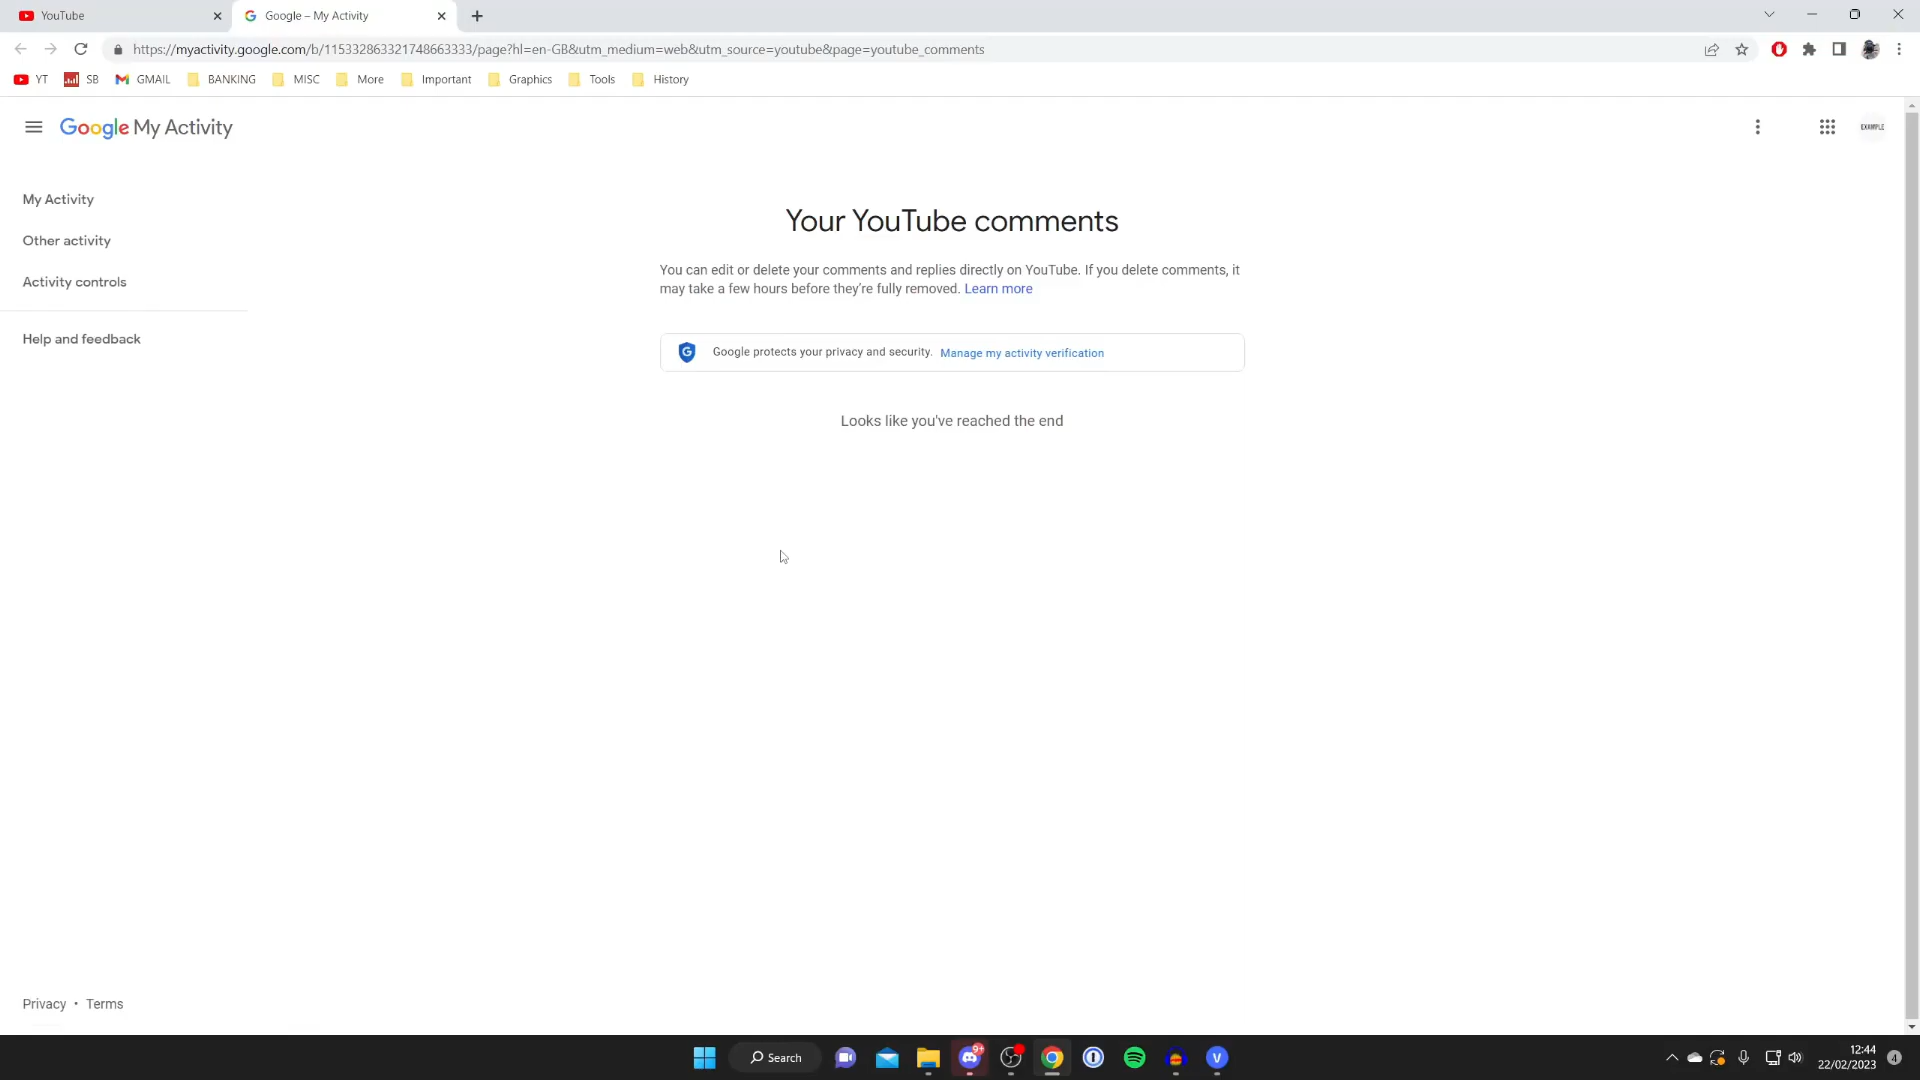 YouTube
Google – My Activity
https://myactivity.google.com/b/115332863321748663333/page?hl=en-GB&utm_medium=web&utm_source=youtube&page=youtube_comments
YT SB GMAIL BANKING MISC More Important Graphics Tools History
Google My Activity
EXAMPLE
My Activity
Other activity
Activity controls
Help and feedback
Your YouTube comments
You can edit or delete your comments and replies directly on YouTube. If you delete comments, it
may take a few hours before they're fully removed. Learn more
Google protects your privacy and security. Manage my activity verification
Looks like you've reached the end
Privacy • Terms
Search
9+
V
12:44
22/02/2023
4